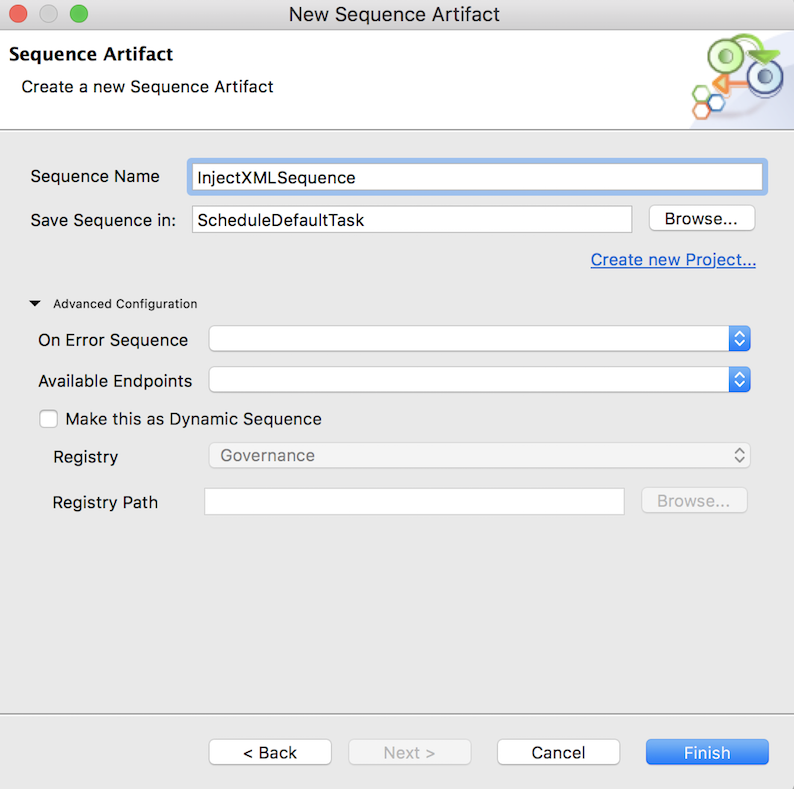 New Sequence Artifact
Sequence Artifact
Create a new Sequence Artifact
Sequence Name InjectXMLSequence
Save Sequence in: ScheduleDefaultTask Browse...
Create new Project...
Advanced Configuration
On Error Sequence
Available Endpoints
Make this as Dynamic Sequence
Registry Governance
Registry Path Browse...
< Back Next > Cancel Finish